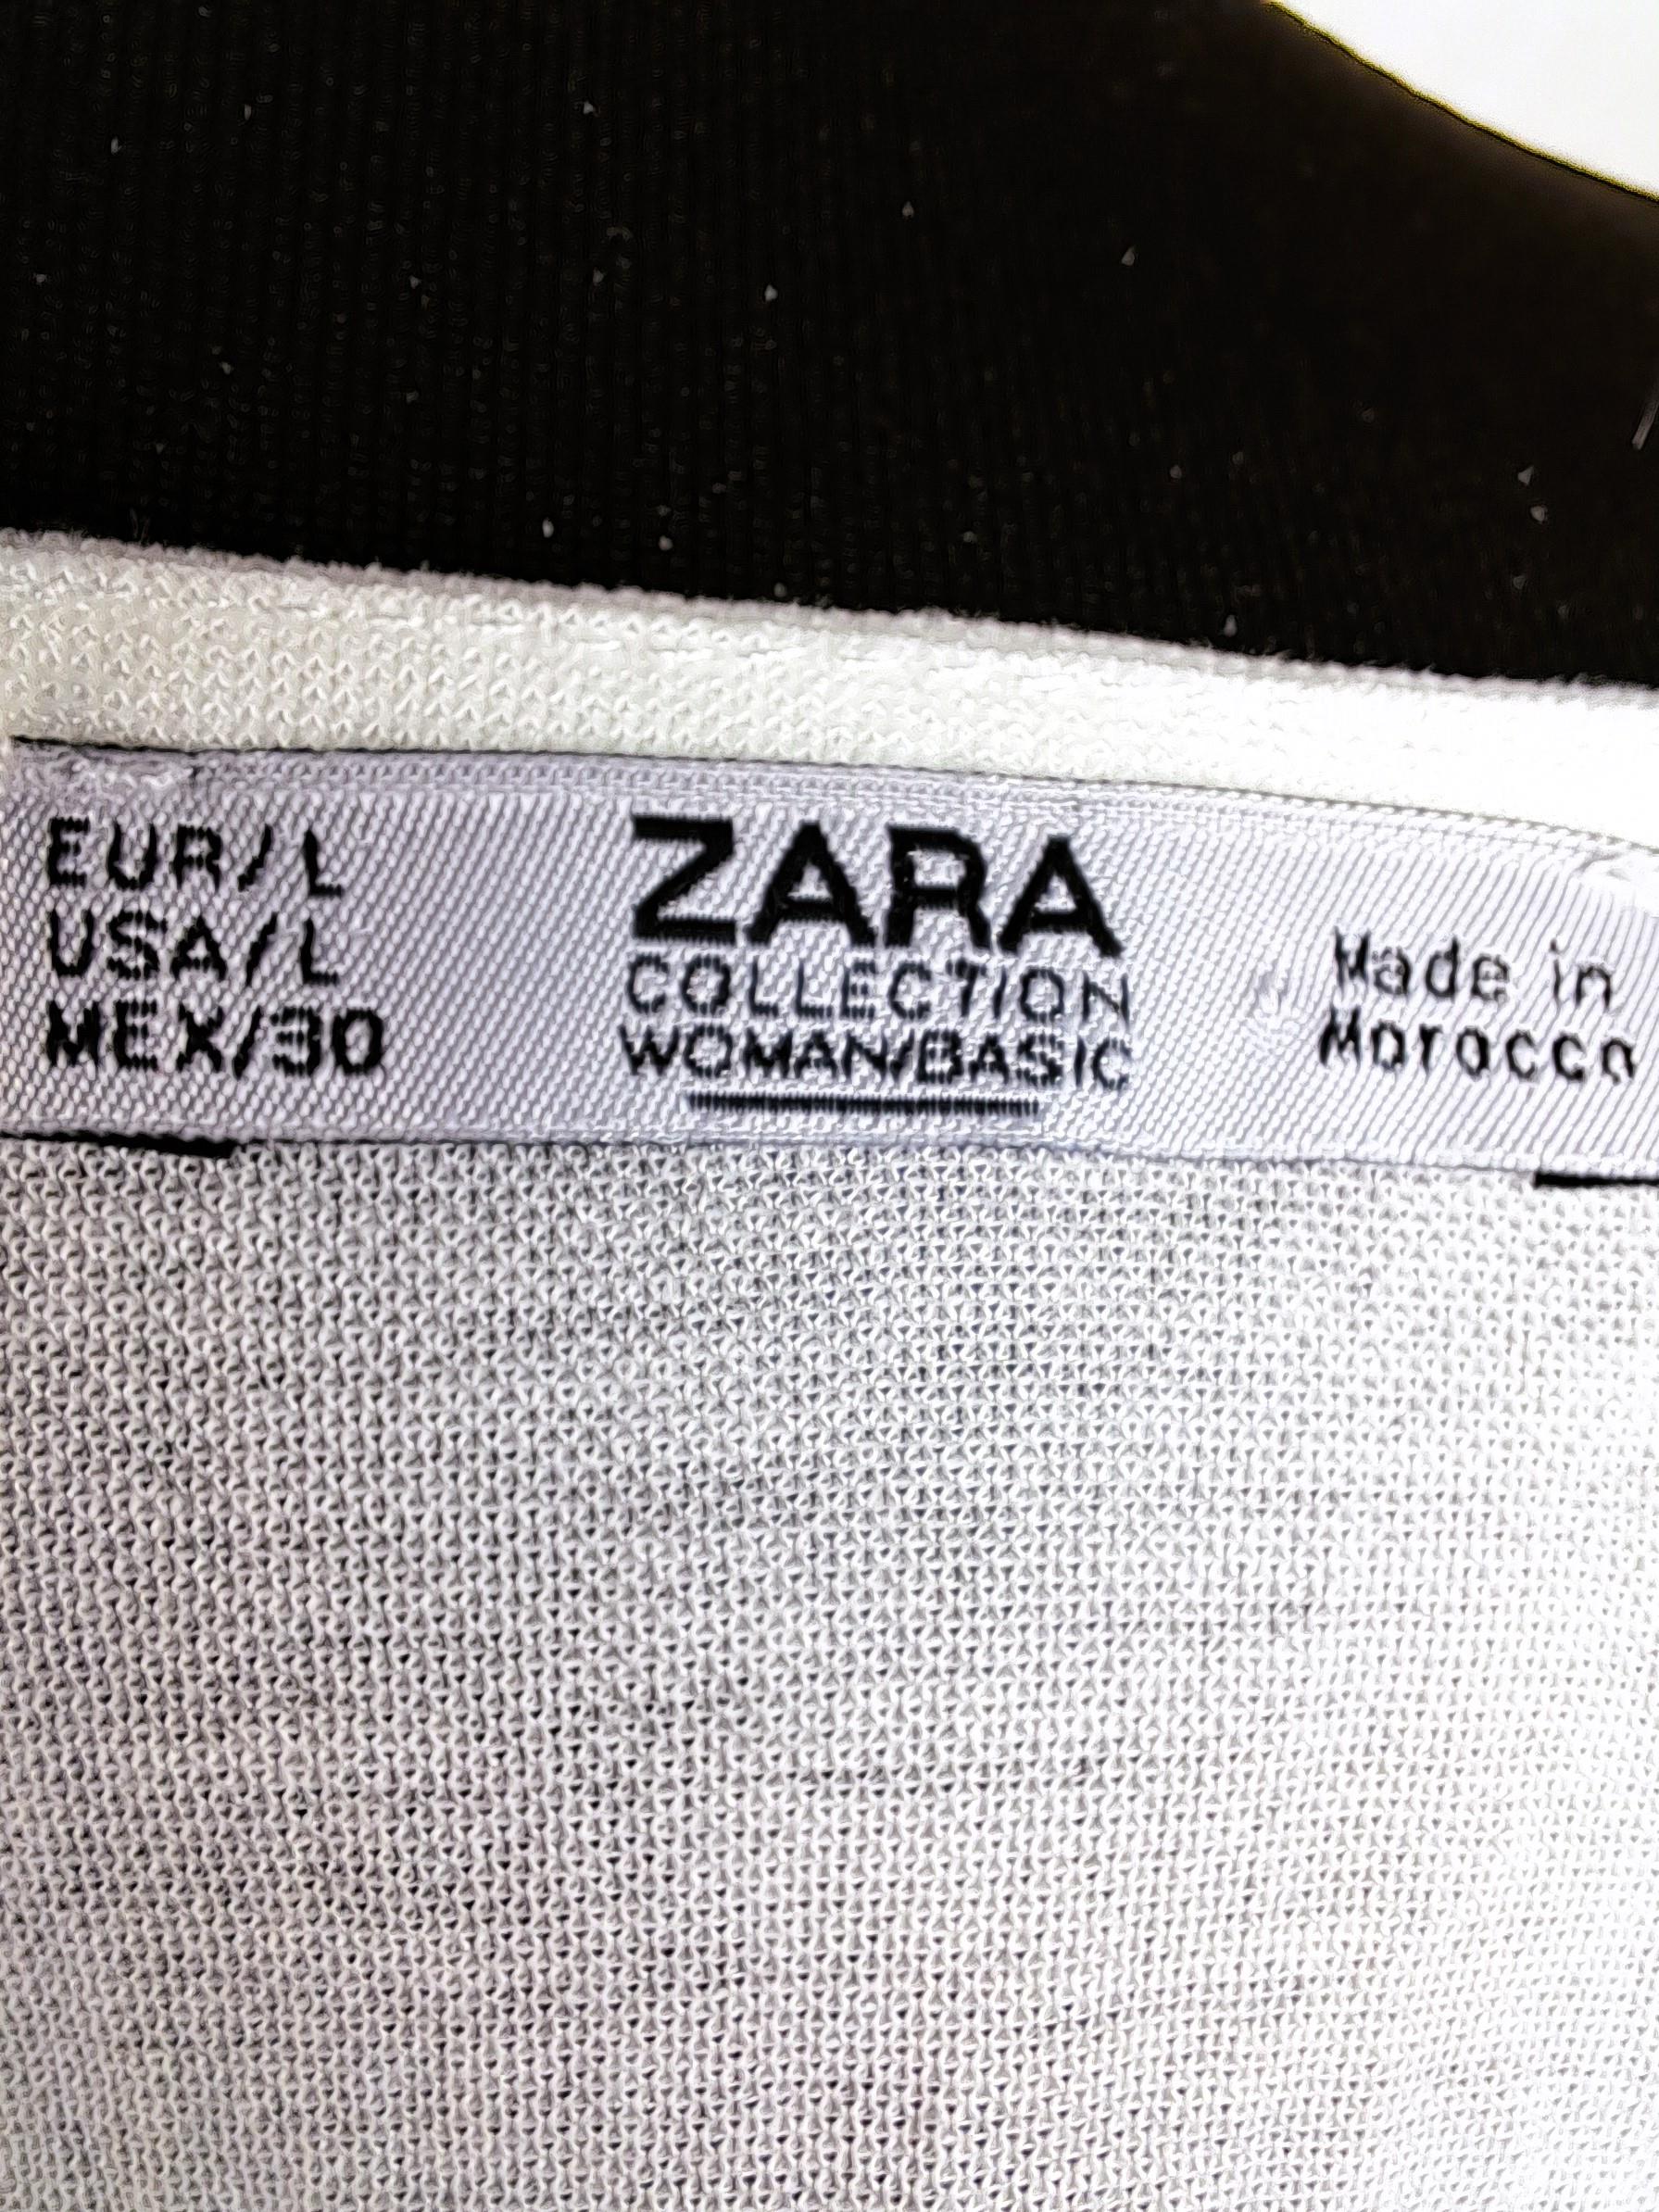 EUR/L
USA/L
MEX/30
ZARA
COLLECTION
WOMAN/BASIC
Made in
Morocco